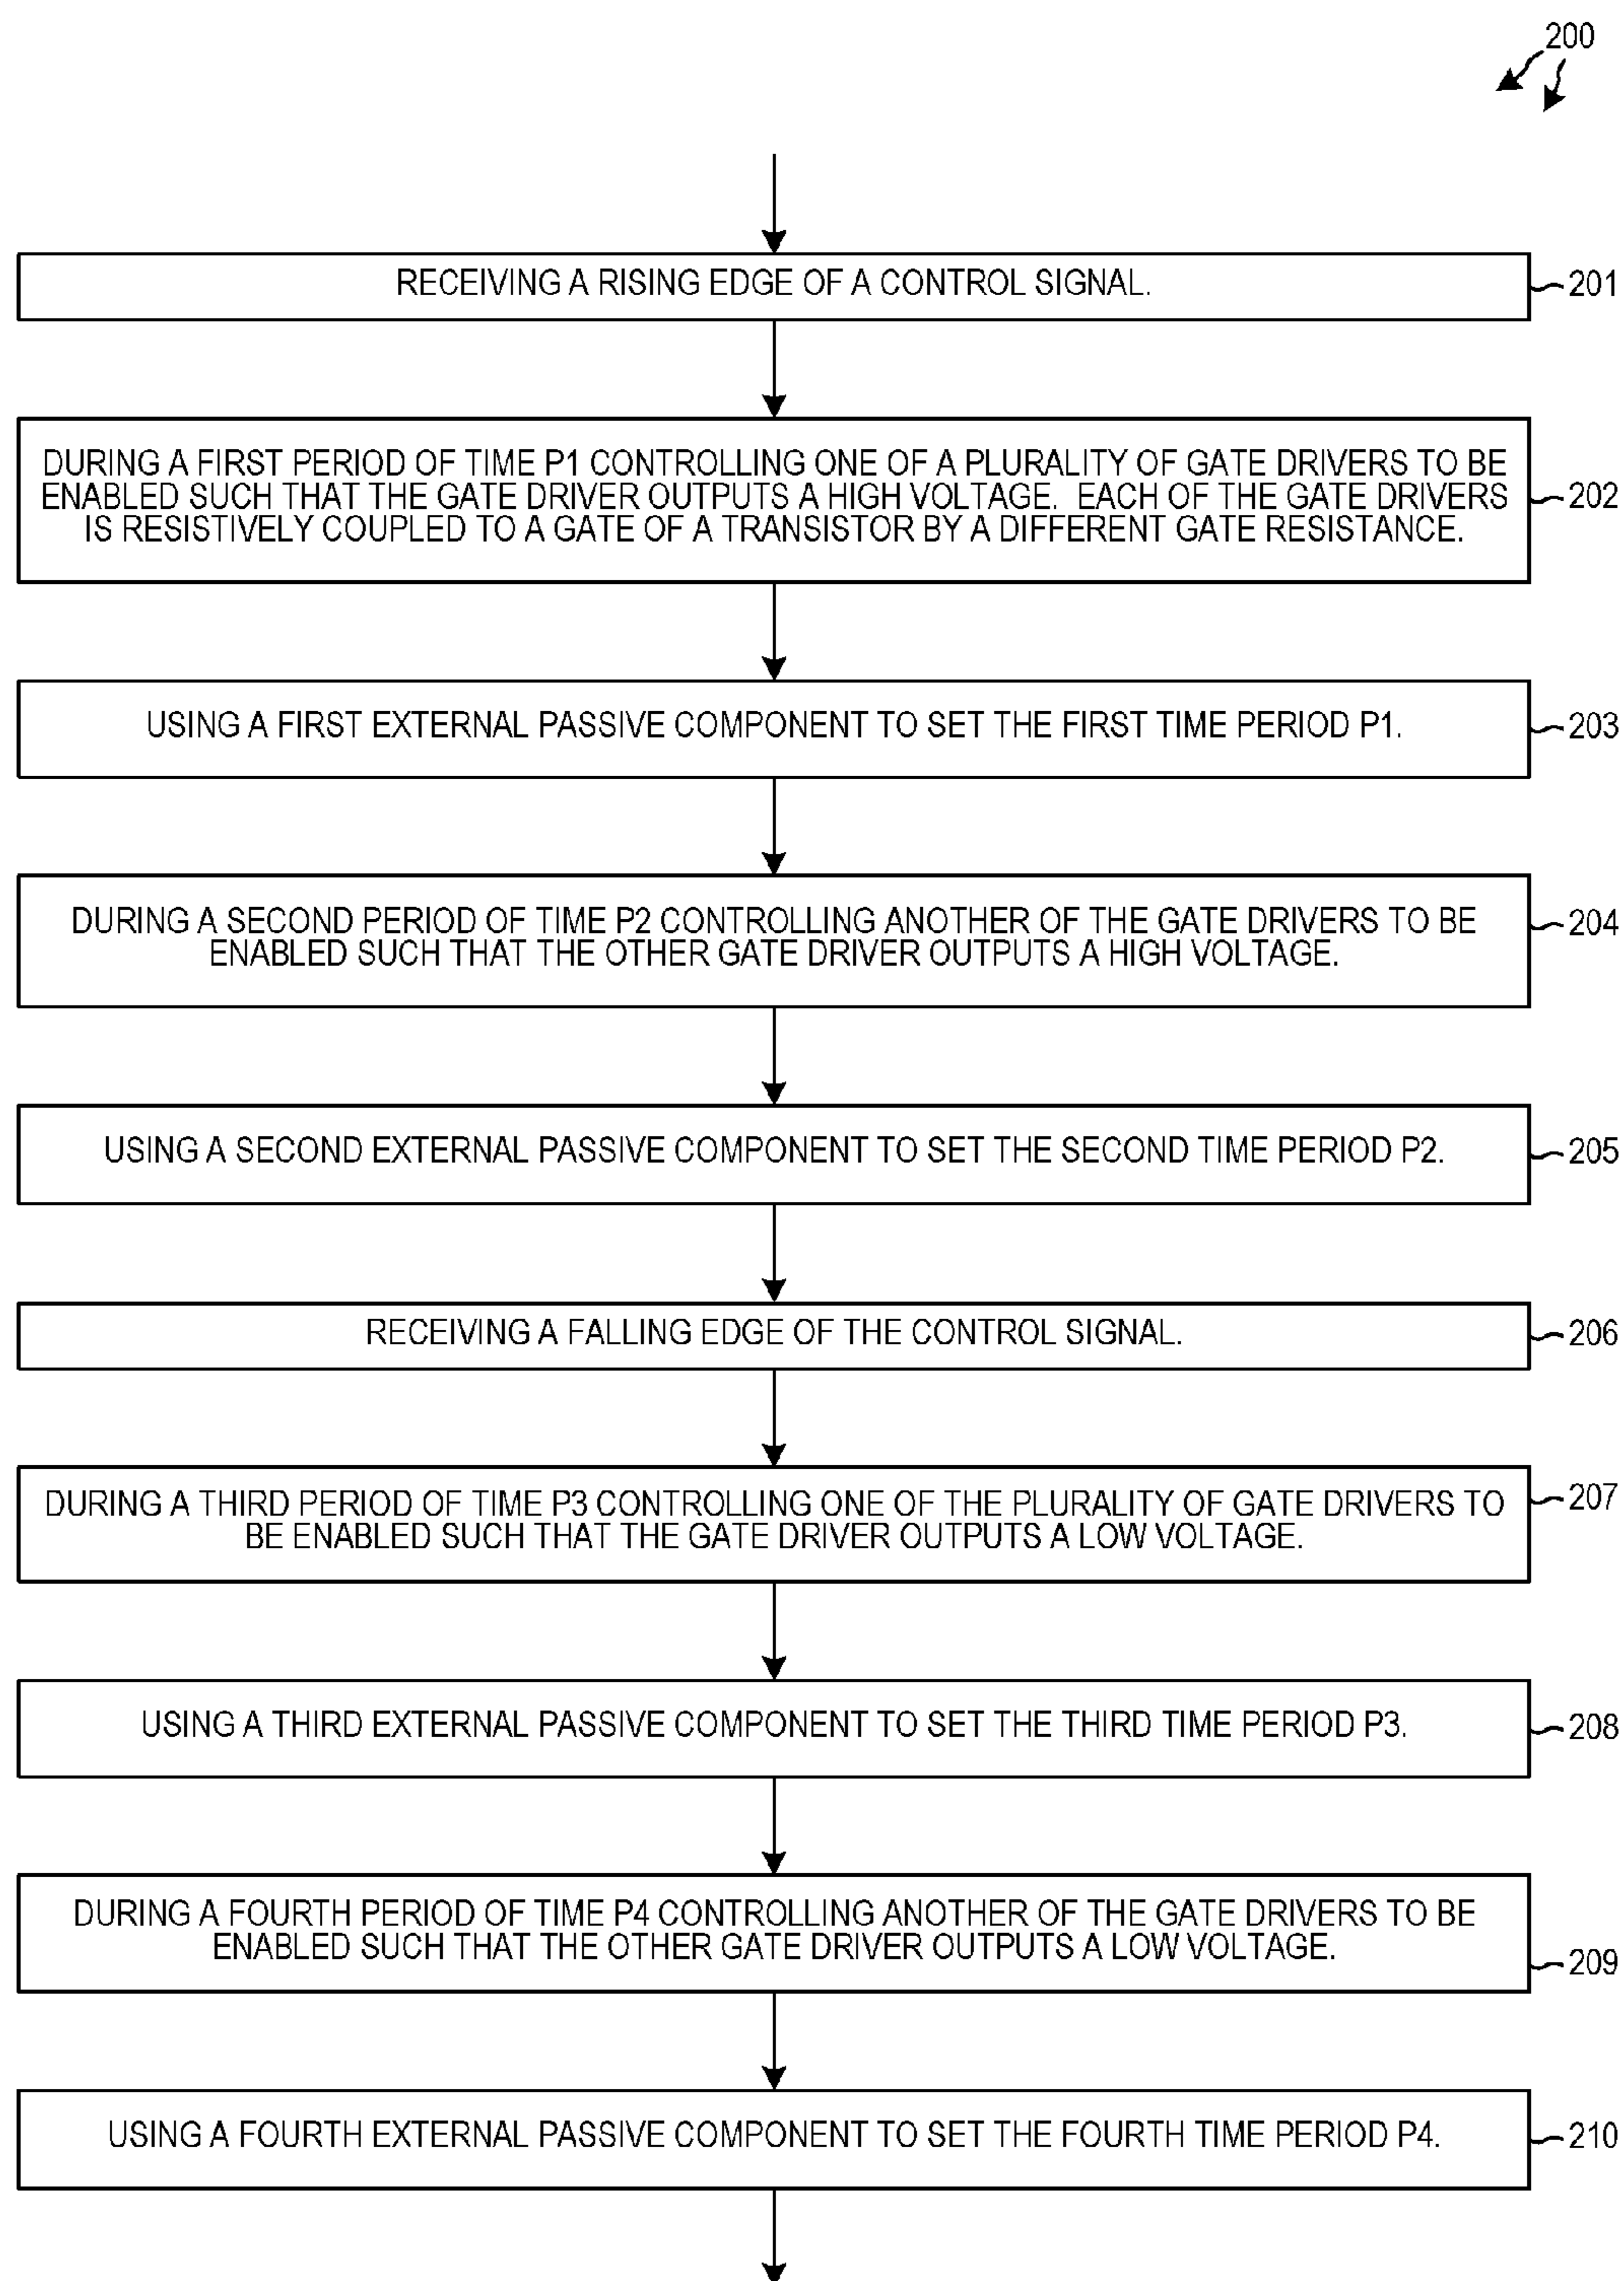 200
RECEIVING A RISING EDGE OF A CONTROL SIGNAL.
201
DURING A FIRST PERIOD OF TIME P1 CONTROLLING ONE OF A PLURALITY OF GATE DRIVERS TO BE
ENABLED SUCH THAT THE GATE DRIVER OUTPUTS A HIGH VOLTAGE. EACH OF THE GATE DRIVERS
IS RESISTIVELY COUPLED TO A GATE OF A TRANSISTOR BY A DIFFERENT GATE RESISTANCE.
202
USING A FIRST EXTERNAL PASSIVE COMPONENT TO SET THE FIRST TIME PERIOD P1.
203
DURING A SECOND PERIOD OF TIME P2 CONTROLLING ANOTHER OF THE GATE DRIVERS TO BE
ENABLED SUCH THAT THE OTHER GATE DRIVER OUTPUTS A HIGH VOLTAGE.
204
USING A SECOND EXTERNAL PASSIVE COMPONENT TO SET THE SECOND TIME PERIOD P2.
205
RECEIVING A FALLING EDGE OF THE CONTROL SIGNAL.
206
DURING A THIRD PERIOD OF TIME P3 CONTROLLING ONE OF THE PLURALITY OF GATE DRIVERS TO
BE ENABLED SUCH THAT THE GATE DRIVER OUTPUTS A LOW VOLTAGE.
207
USING A THIRD EXTERNAL PASSIVE COMPONENT TO SET THE THIRD TIME PERIOD P3.
208
DURING A FOURTH PERIOD OF TIME P4 CONTROLLING ANOTHER OF THE GATE DRIVERS TO BE
ENABLED SUCH THAT THE OTHER GATE DRIVER OUTPUTS A LOW VOLTAGE.
209
USING A FOURTH EXTERNAL PASSIVE COMPONENT TO SET THE FOURTH TIME PERIOD P4.
210